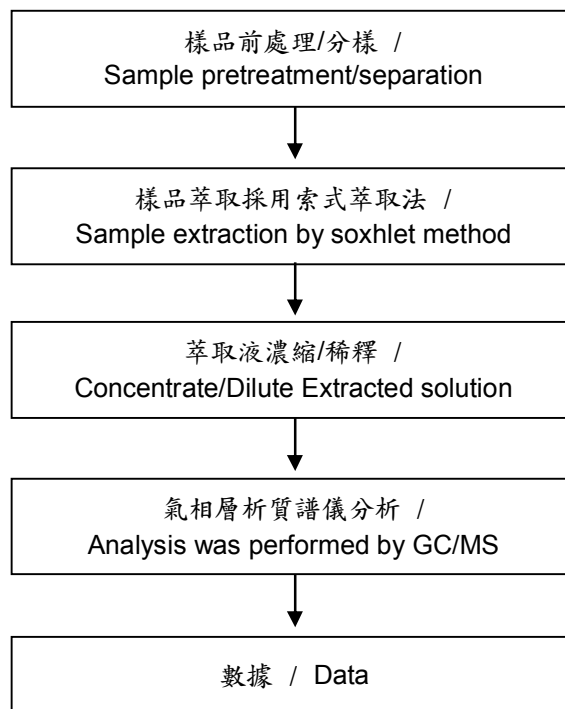 樣品前處理/分樣 /
Sample pretreatment/separation
樣品萃取採用索式萃取法 /
Sample extraction by soxhlet method
萃取液濃縮/稀釋 /
Concentrate/Dilute Extracted solution
氣相層析質譜儀分析 /
Analysis was performed by GC/MS
數據 / Data